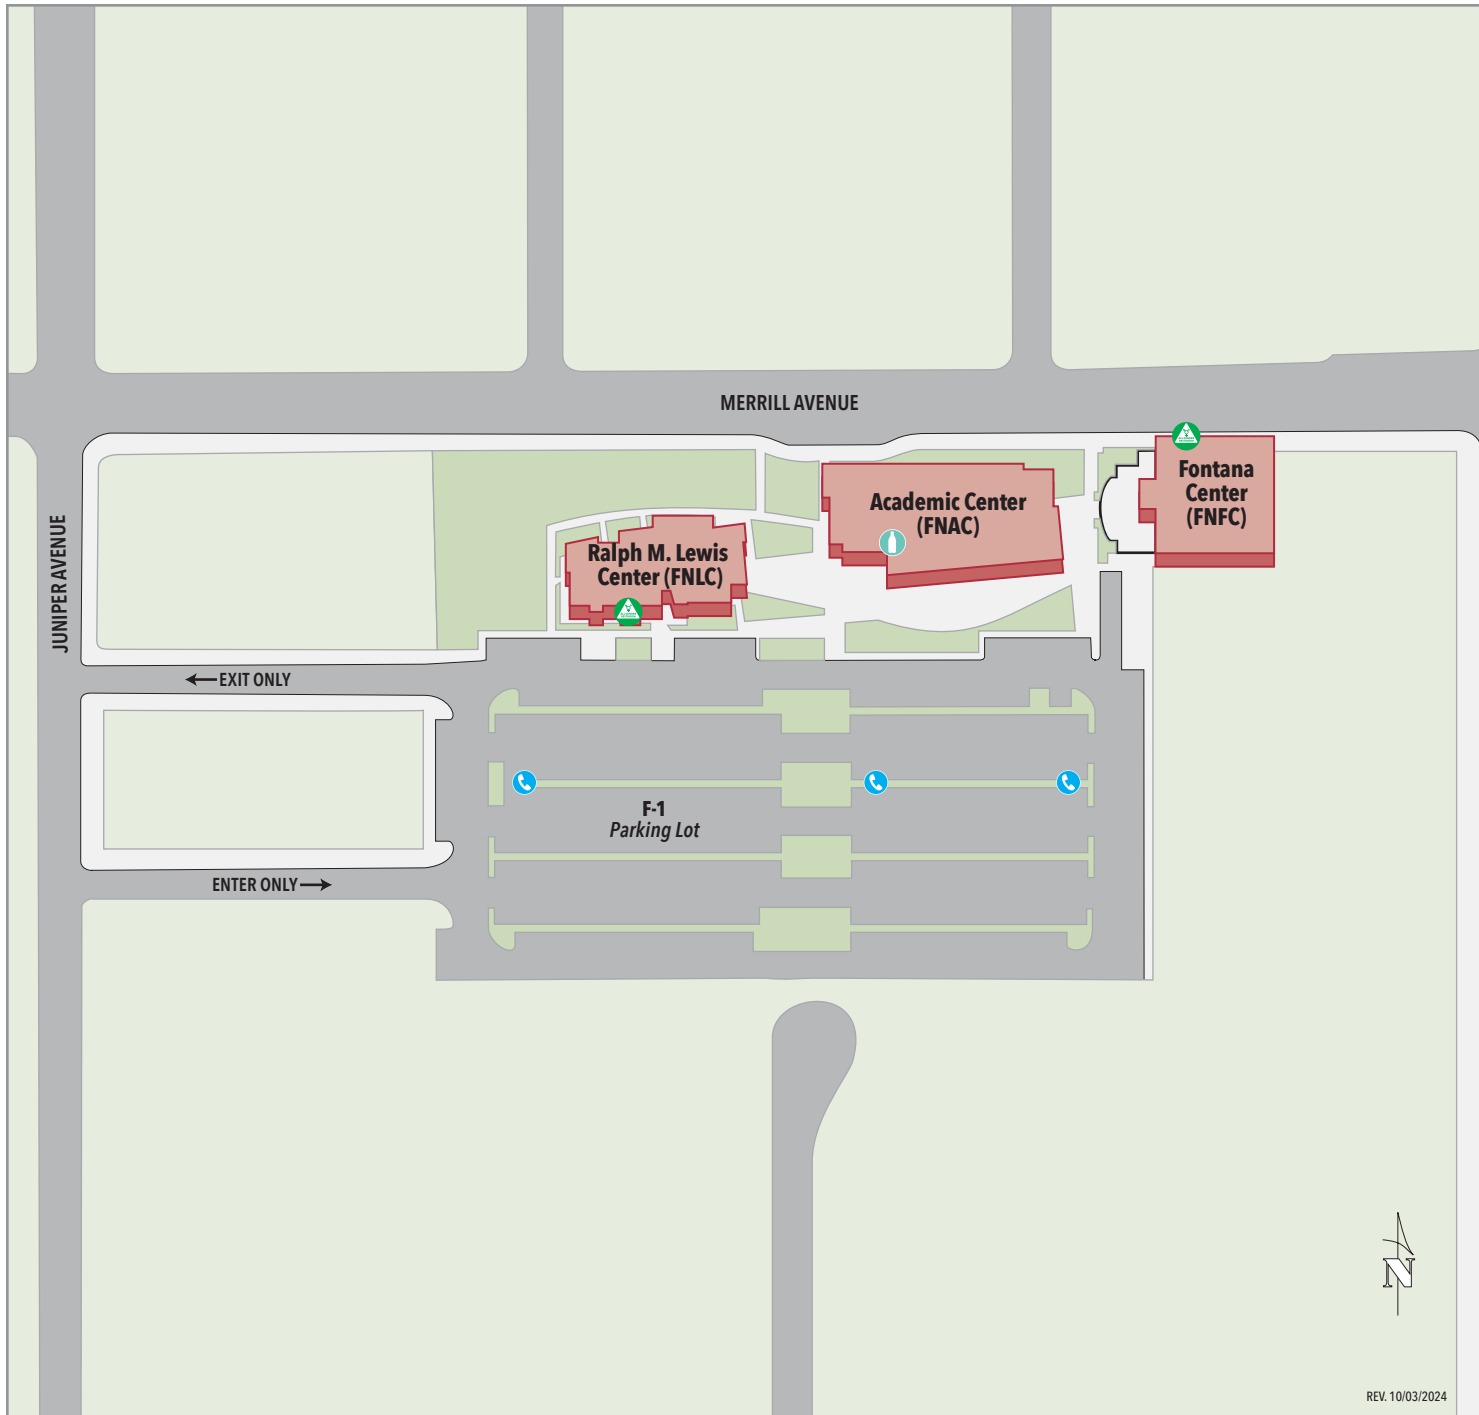 MERRILL AVENUE
Fontana
Center
(FNFC)
Academic Center
(FNAC)
Ralph M. Lewis
Center (FNLC)
JUNIPER AVENUE
EXIT ONLY
F-1
Parking Lot
ENTER ONLY
N
REV. 10/03/2024